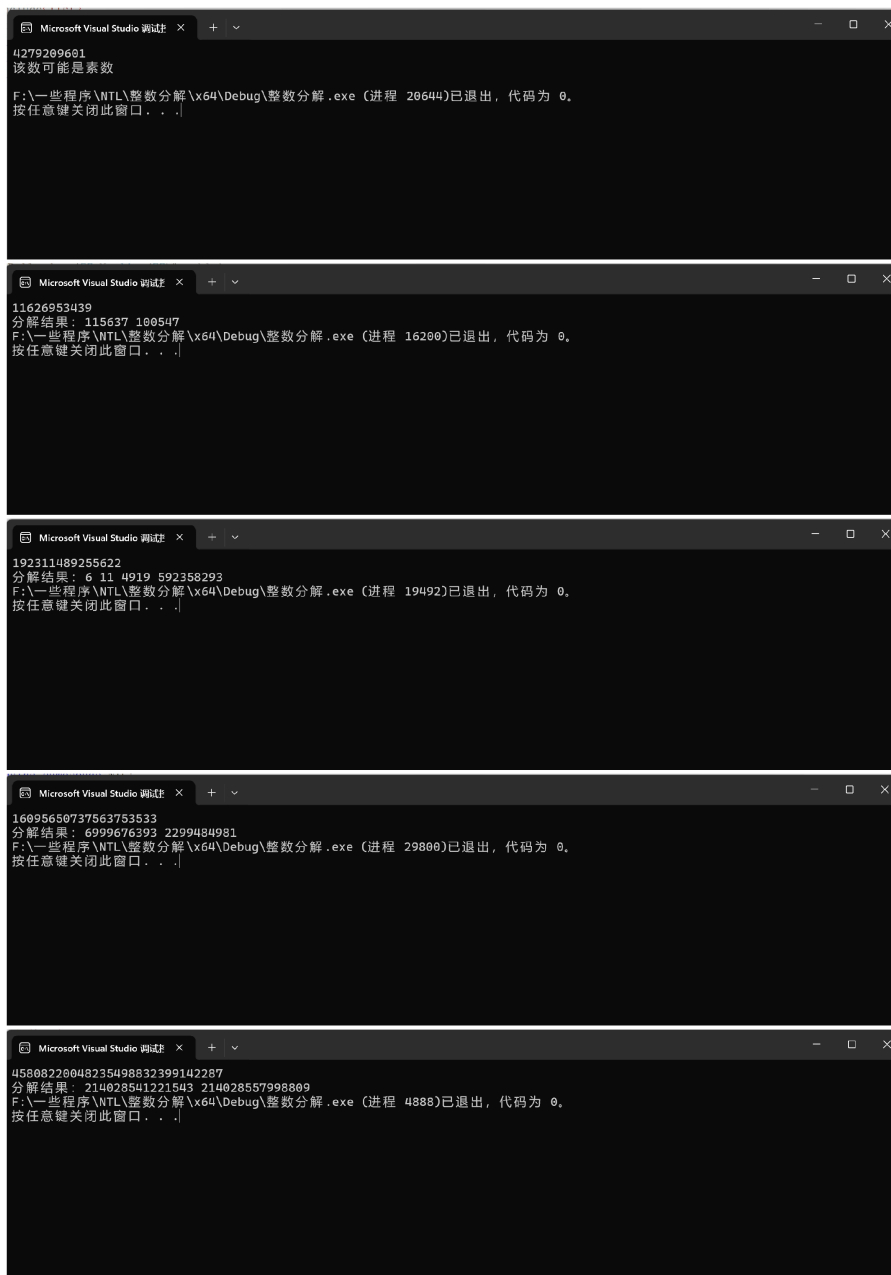 Microsoft Visual Studio 调试控
4279209601
该数可能是素数
F:\一些程序\NTL\整数分解\x64\Debug\整数分解.exe (进程 20644)已退出，代码为 0。
按任意键关闭此窗口. . .
Microsoft Visual Studio 调试控
11626953439
分解结果: 115637 100547
F:\一些程序\NTL\整数分解\x64\Debug\整数分解.exe (进程 16200)已退出，代码为 0。
按任意键关闭此窗口. . .
Microsoft Visual Studio 调试控
192311489255622
分解结果: 6 11 4919 592358293
F:\一些程序\NTL\整数分解\x64\Debug\整数分解.exe (进程 19492)已退出，代码为 0。
按任意键关闭此窗口. . .
Microsoft Visual Studio 调试控
16095650737563753533
分解结果: 6999676393 2299484981
F:\一些程序\NTL\整数分解\x64\Debug\整数分解.exe (进程 29800)已退出，代码为 0。
按任意键关闭此窗口. . .
Microsoft Visual Studio 调试控
45808220048235498832399142287
分解结果: 214028541221543 214028557998809
F:\一些程序\NTL\整数分解\x64\Debug\整数分解.exe (进程 4888)已退出，代码为 0。
按任意键关闭此窗口. . .